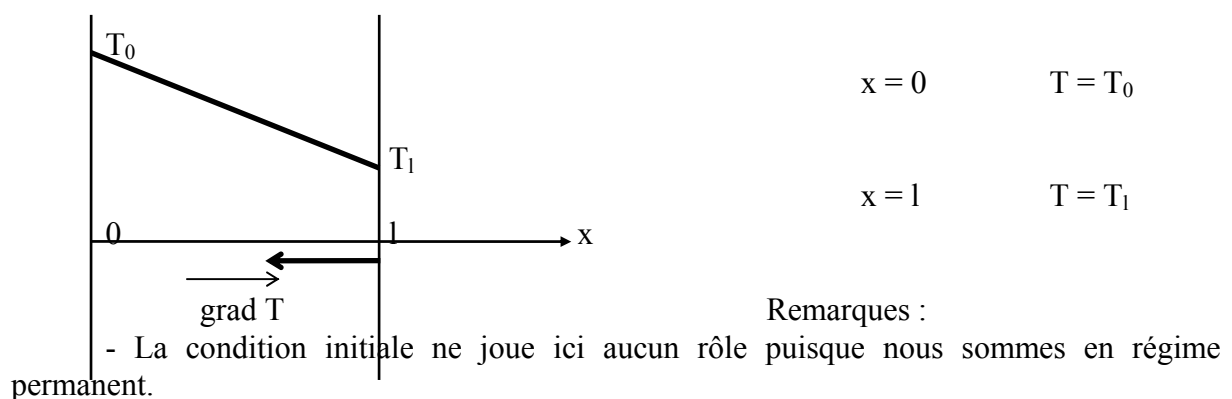 T₀
x = 0 T = T₀
Tₗ
x = l T = Tₗ
0 l x
grad T Remarques :
- La condition initiale ne joue ici aucun rôle puisque nous sommes en régime
permanent.